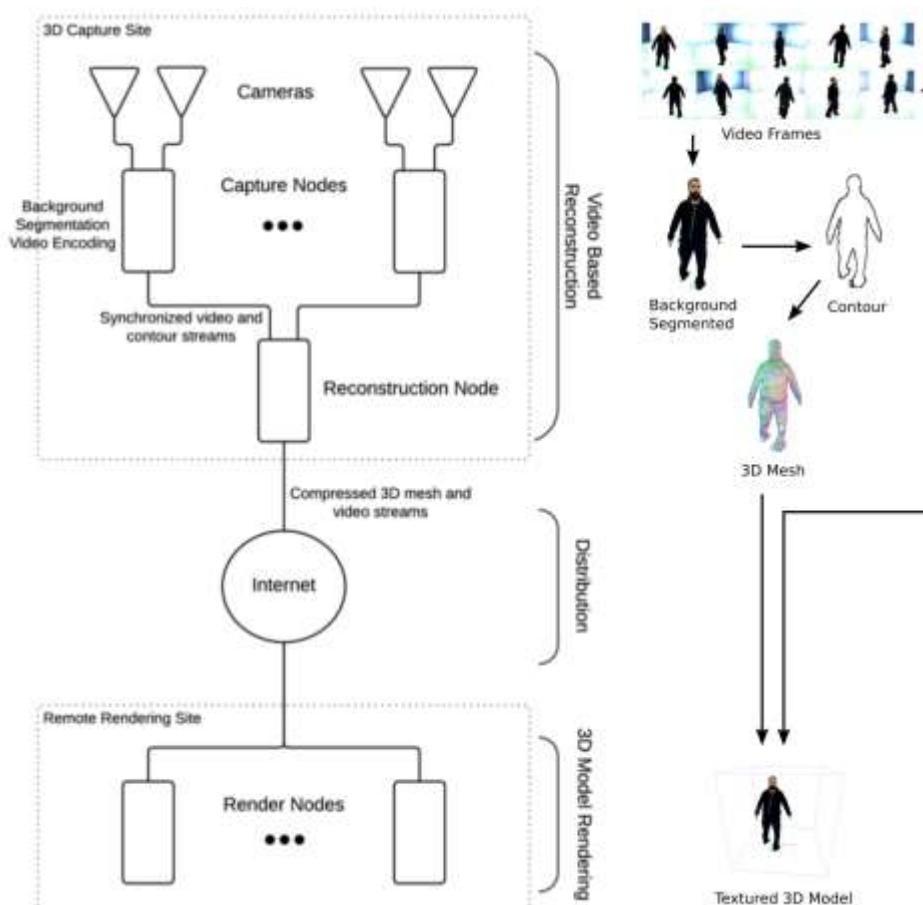 3D Capture Site
Cameras
Capture Nodes
Background
Segmentation
Video Encoding
Synchronized video and
contour streams
Reconstruction Node
Video Based
Reconstruction
Compressed 3D mesh and
video streams
Internet
Distribution
Remote Rendering Site
Render Nodes
3D Model Rendering
Video Frames
Background
Segmented
Contour
3D Mesh
Textured 3D Model